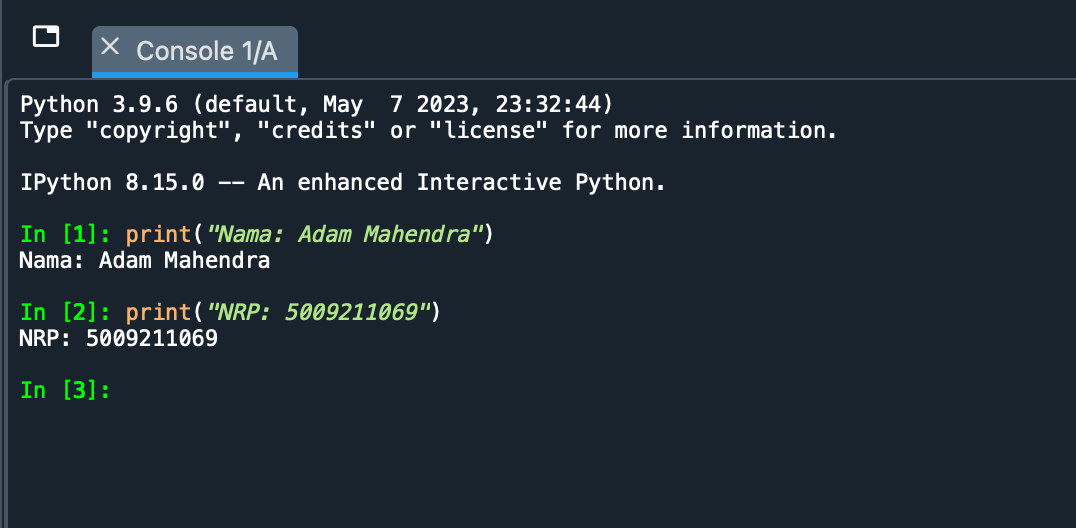 Console 1/A
Python 3.9.6 (default, May  7 2023, 23:32:44)
Type "copyright", "credits" or "license" for more information.
IPython 8.15.0 -- An enhanced Interactive Python.
In [1]: print("Nama: Adam Mahendra")
Nama: Adam Mahendra
In [2]: print("NRP: 5009211069")
NRP: 5009211069
In [3]: